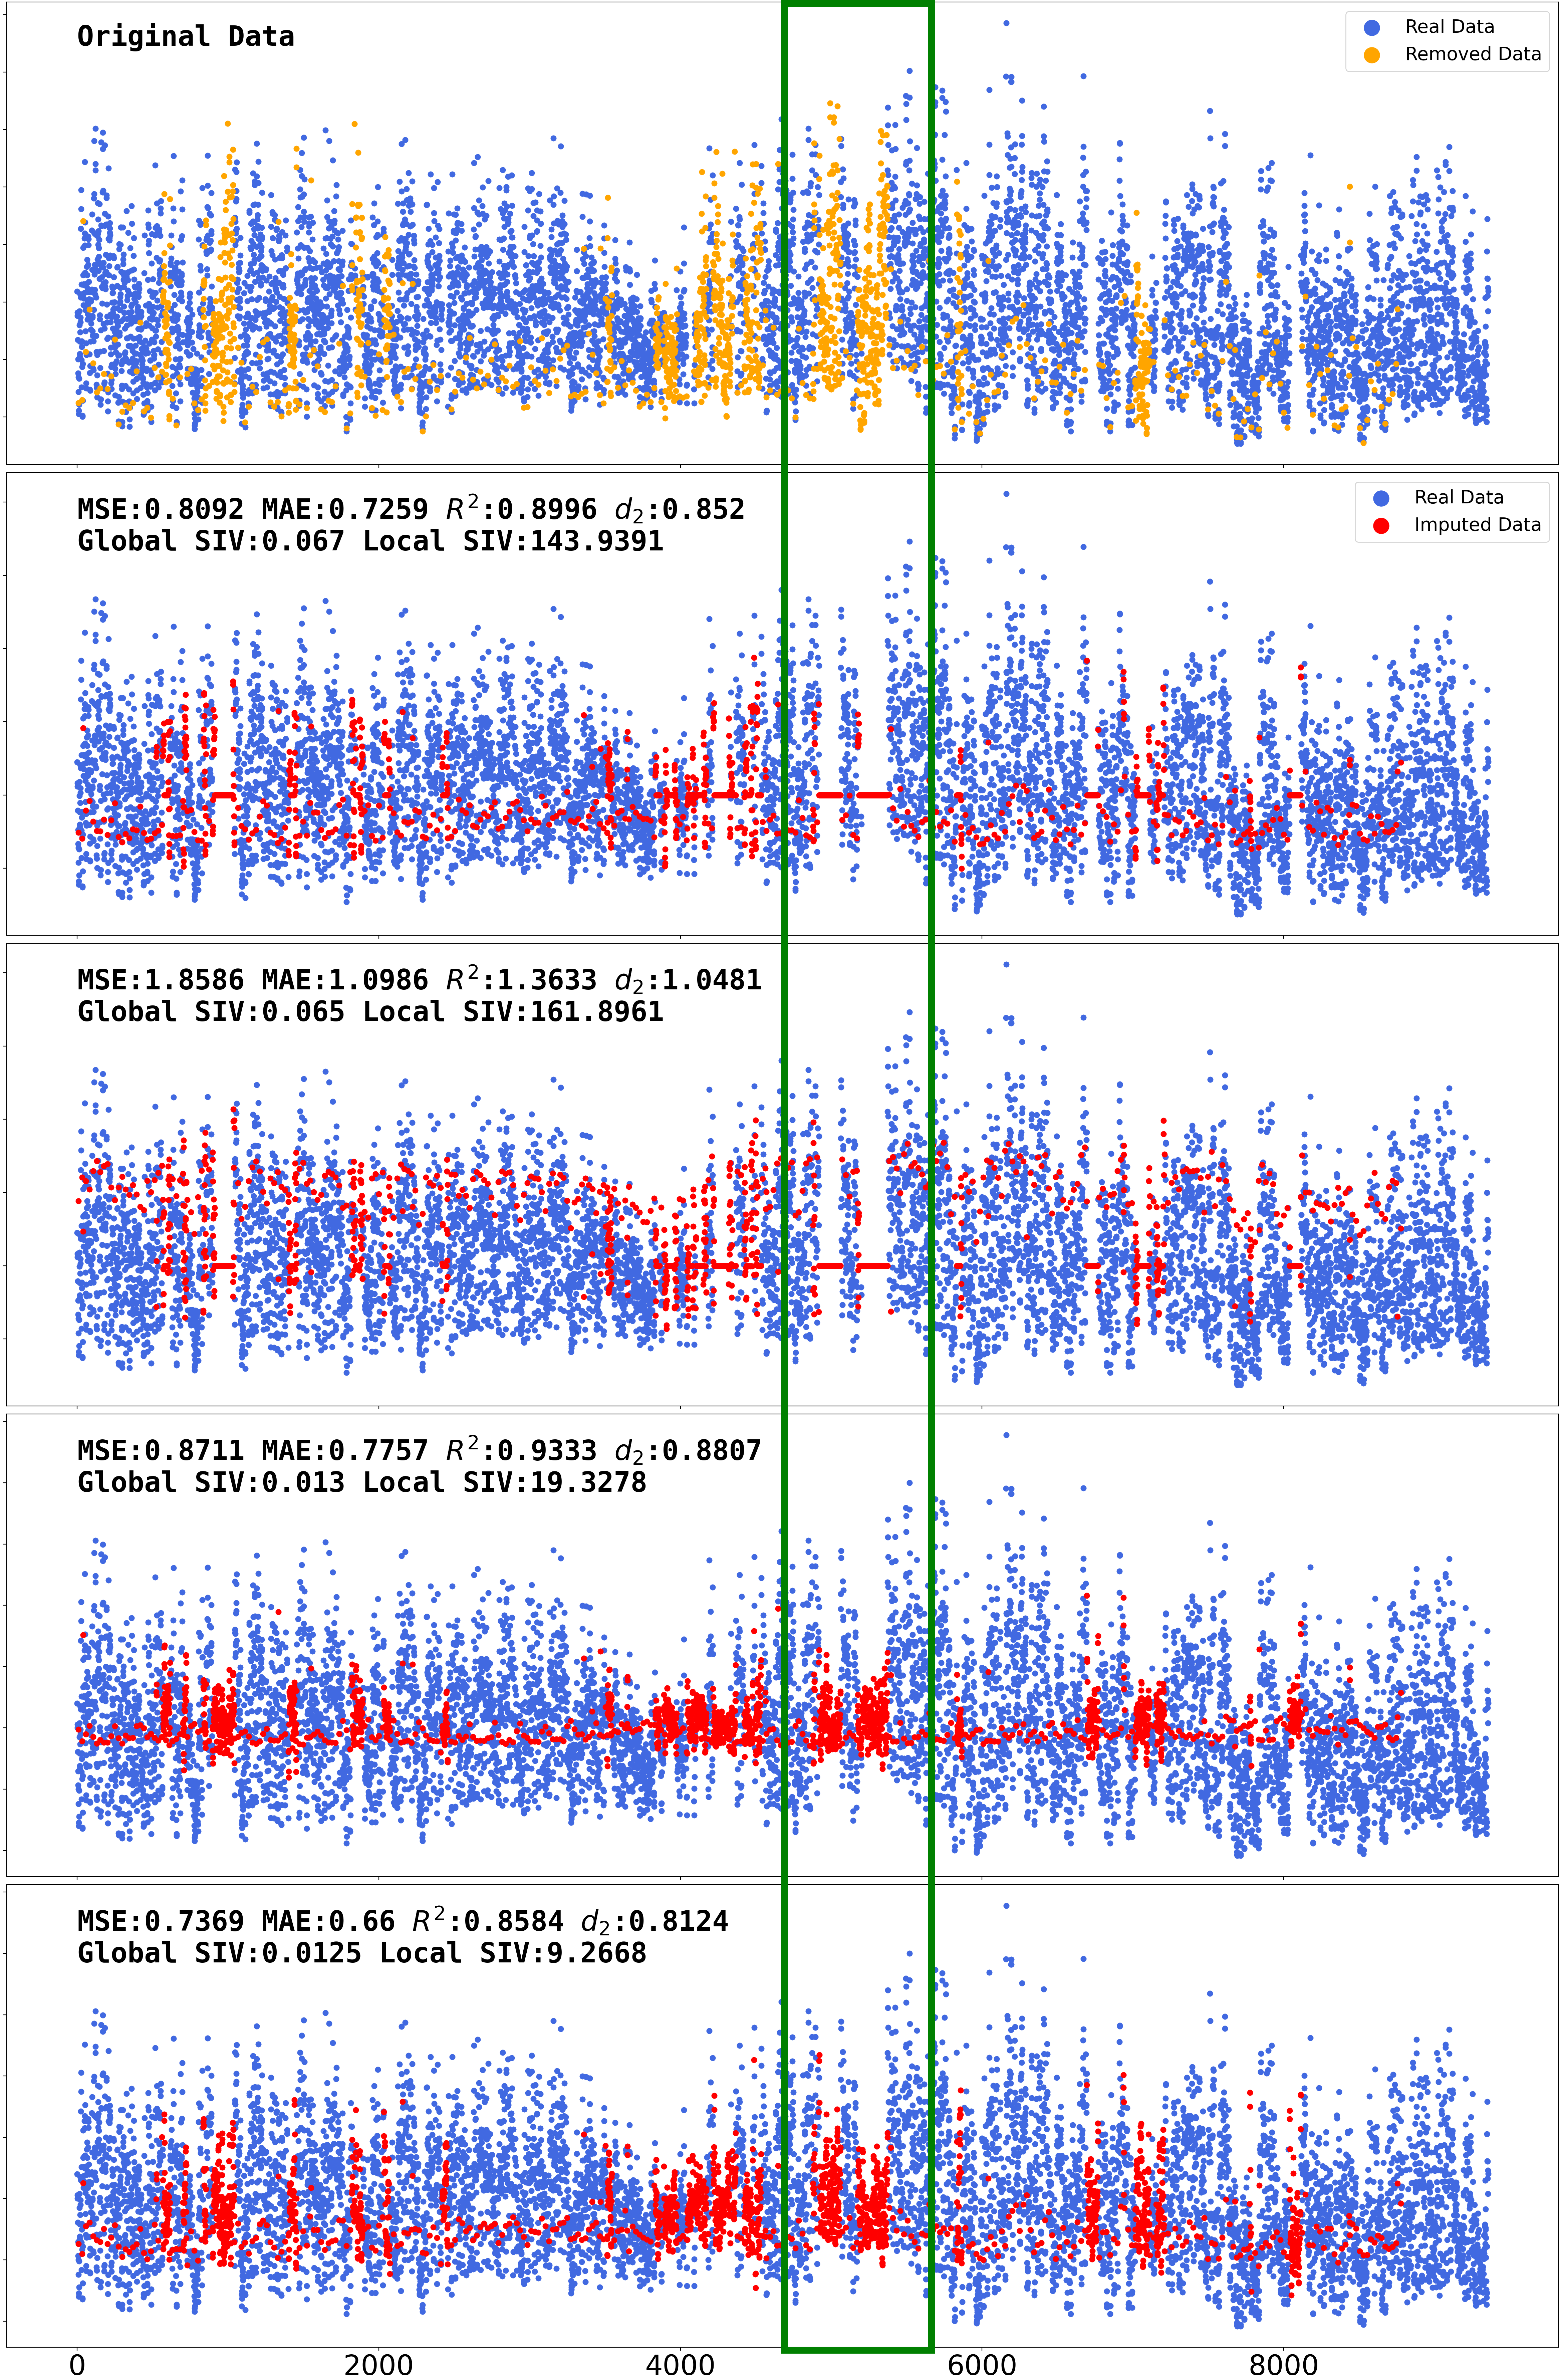 Original Data
Real Data
Removed Data
MSE:0.8092 MAE:0.7259 R²:0.8996 d₂:0.852
Global SIV:0.067 Local SIV:143.9391
Real Data
Imputed Data
MSE:1.8586 MAE:1.0986 R²:1.3633 d₂:1.0481
Global SIV:0.065 Local SIV:161.8961
MSE:0.8711 MAE:0.7757 R²:0.9333 d₂:0.8807
Global SIV:0.013 Local SIV:19.3278
MSE:0.7369 MAE:0.66 R²:0.8584 d₂:0.8124
Global SIV:0.0125 Local SIV:9.2668
0 2000 4000 6000 8000